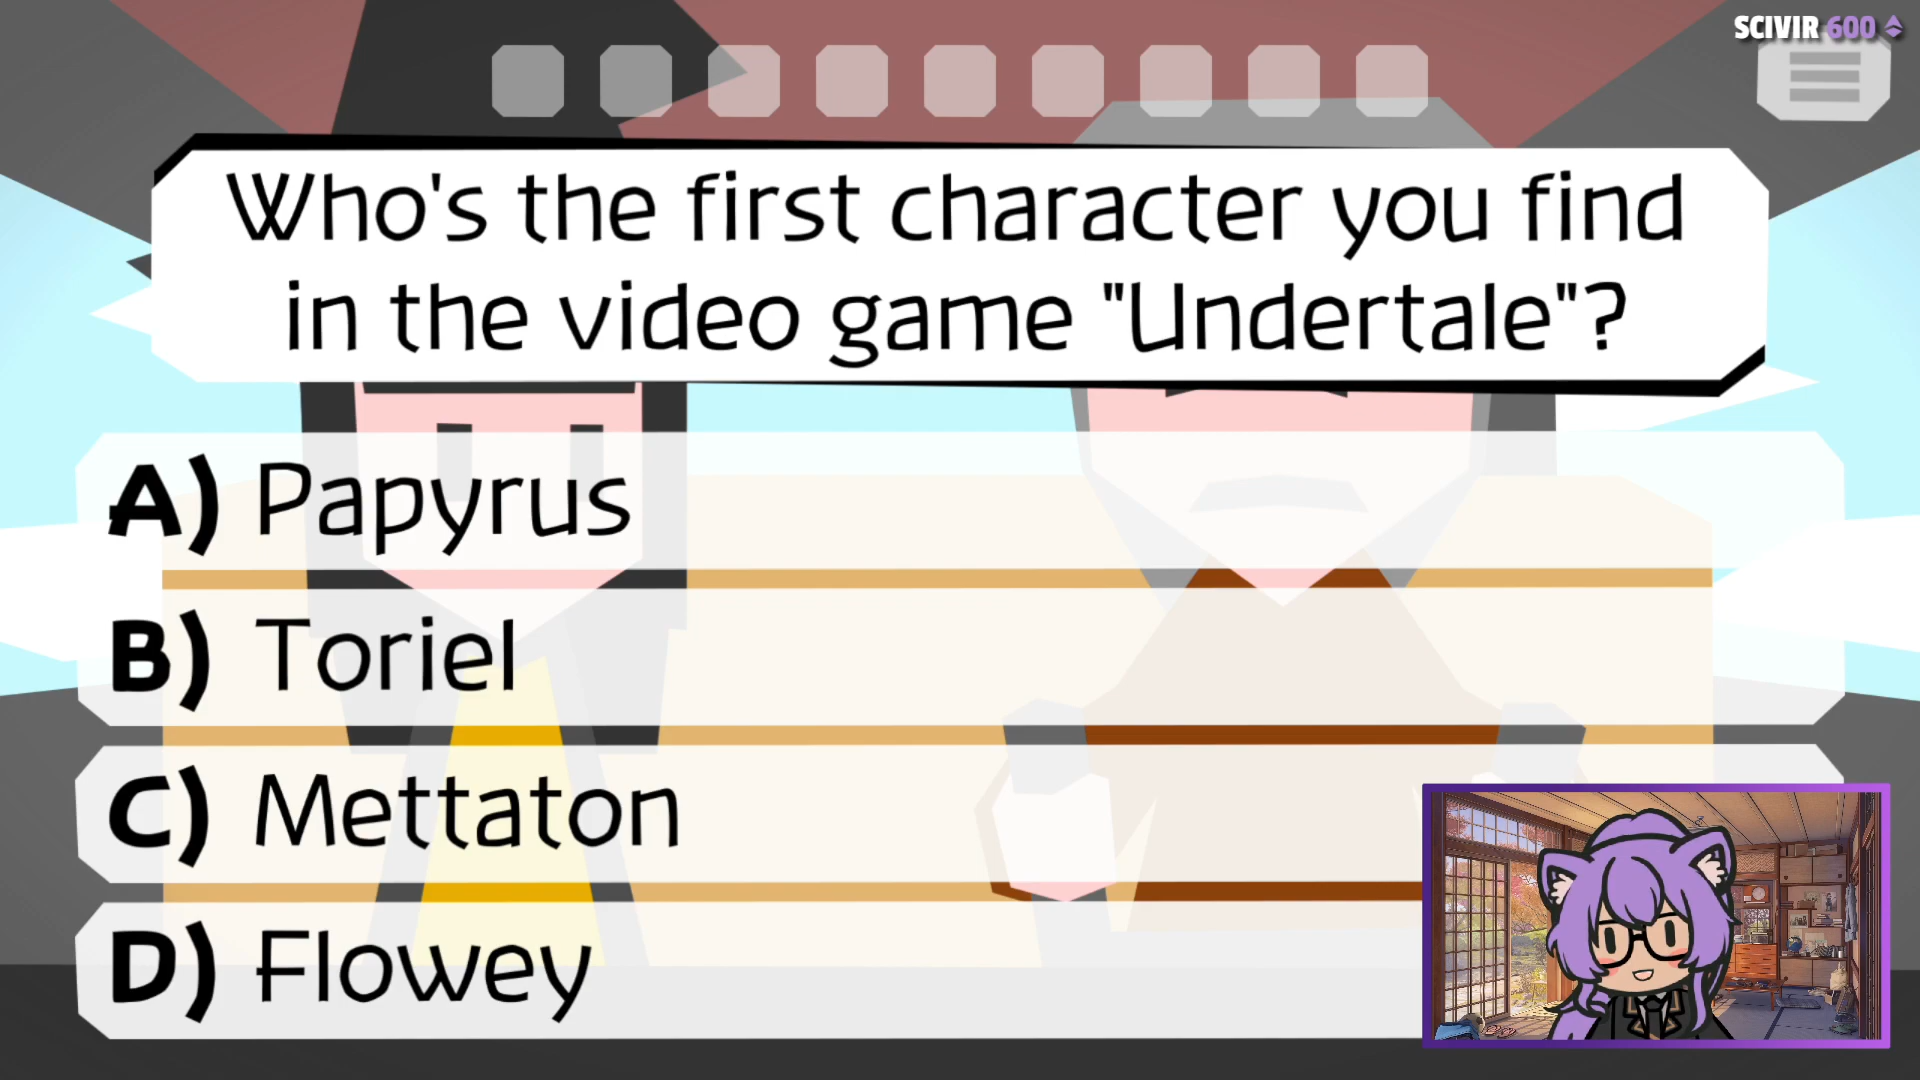 SCIVIR 600
Who's the first character you find
in the video game "Undertale"?
A) Papyrus
B) Toriel
C) Mettaton
D) Flowey